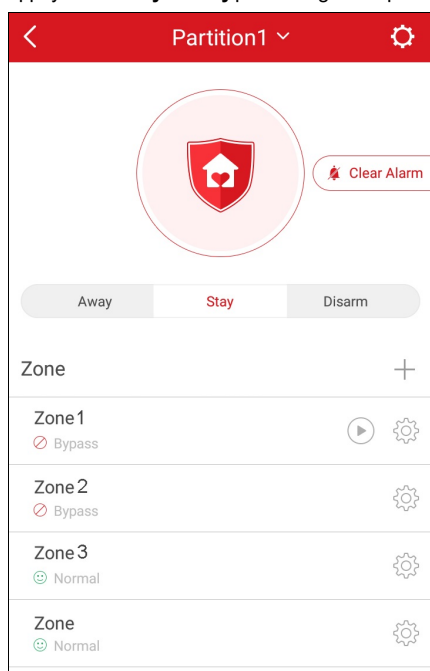 Partition1
Clear Alarm
Away Stay Disarm
Zone
Zone1
Bypass
Zone2
Bypass
Zone3
Normal
Zone
Normal